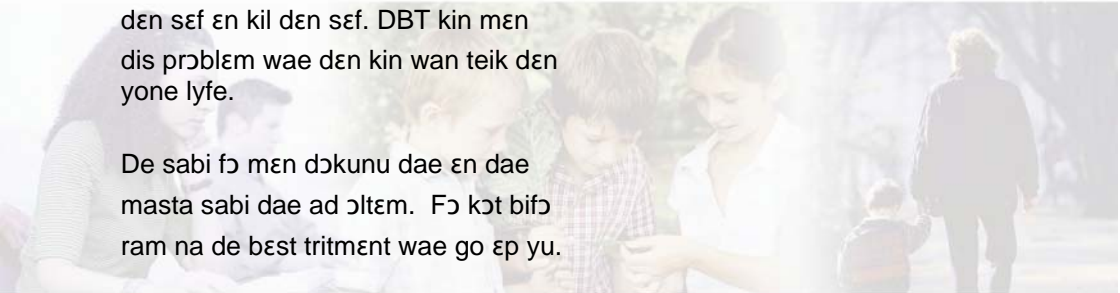 dɛn sɛf ɛn kil dɛn sɛf. DBT kin mɛn
dis prɔblɛm wae dɛn kin wan teik dɛn
yone lyfe.
De sabi fɔ mɛn dɔkunu dae ɛn dae
masta sabi dae ad ɔltɛm.  Fɔ kɔt bifɔ
ram na de bɛst tritmɛnt wae go ɛp yu.